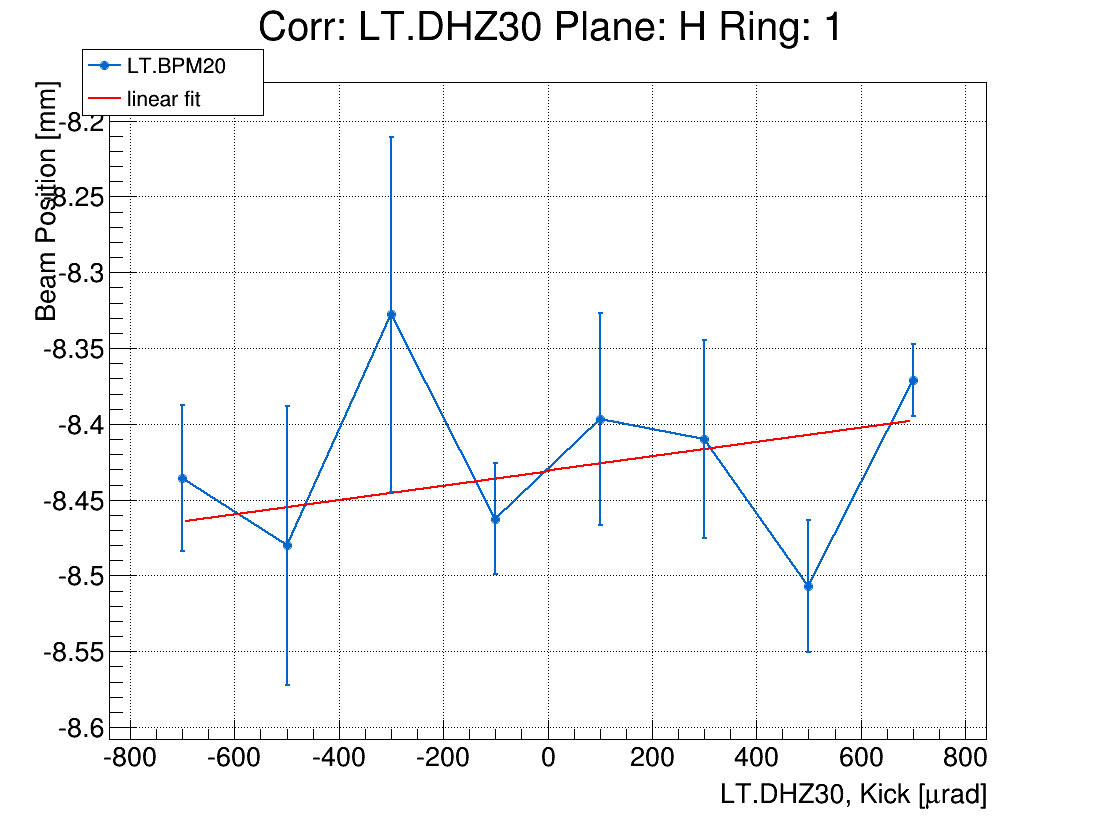 Corr: LT.DHZ30 Plane: H Ring: 1
LT.BPM20
linear fit
Beam Position [mm]
-8.2
-8.25
-8.3
-8.35
-8.4
-8.45
-8.5
-8.55
-8.6
-800 -600 -400 -200 0 200 400 600 800
LT.DHZ30, Kick [μrad]